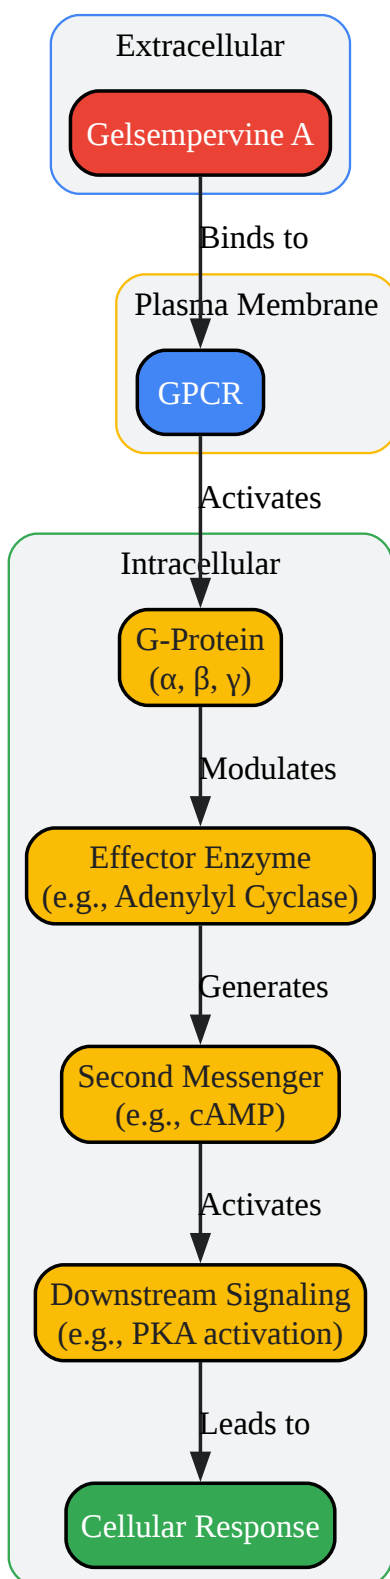 Extracellular
Gelsempervine A
Binds to
Plasma Membrane
GPCR
Activates
Intracellular
G-Protein
(α, β, γ)
Modulates
Effector Enzyme
(e.g., Adenylyl Cyclase)
Generates
Second Messenger
(e.g., cAMP)
Activates
Downstream Signaling
(e.g., PKA activation)
Leads to
Cellular Response